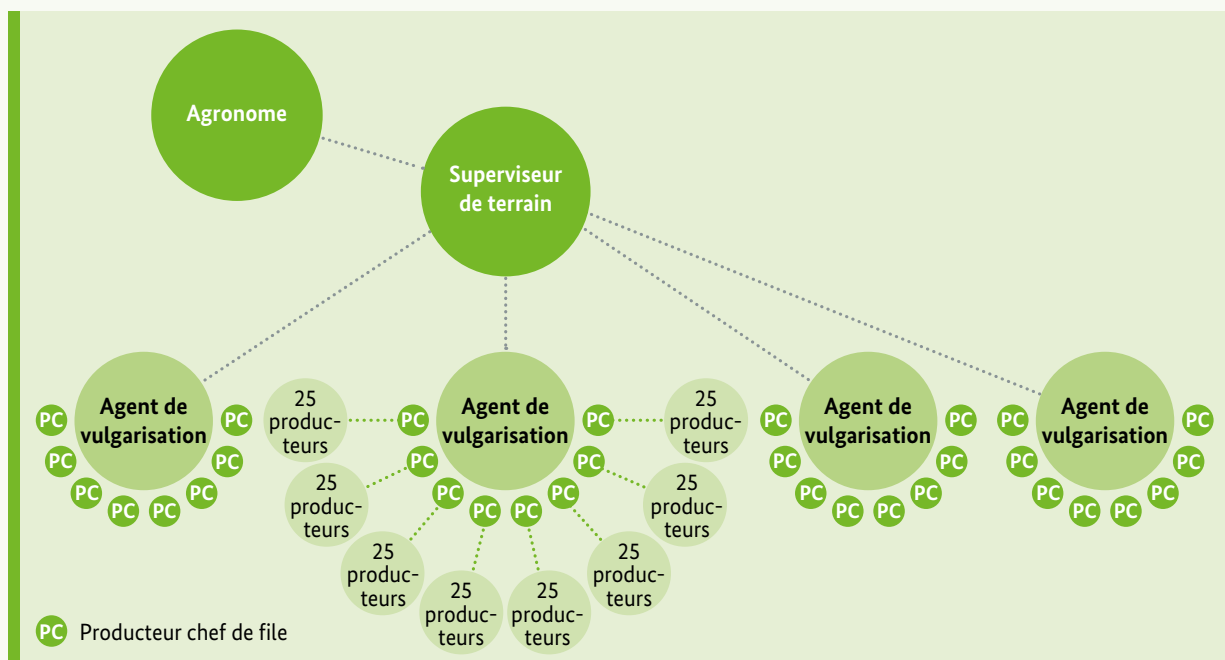 Agronome
Superviseur
de terrain
Agent de
vulgarisation
PC
PC
PC
PC
PC
PC
PC
PC
Agent de
vulgarisation
PC
PC
PC
PC
PC
PC
PC
PC
25
produc-
teurs
25
produc-
teurs
25
produc-
teurs
25
produc-
teurs
25
produc-
teurs
25
produc-
teurs
25
produc-
teurs
25
produc-
teurs
Agent de
vulgarisation
PC
PC
PC
PC
PC
PC
PC
PC
Agent de
vulgarisation
PC
PC
PC
PC
PC
PC
PC
PC
PC Producteur chef de file